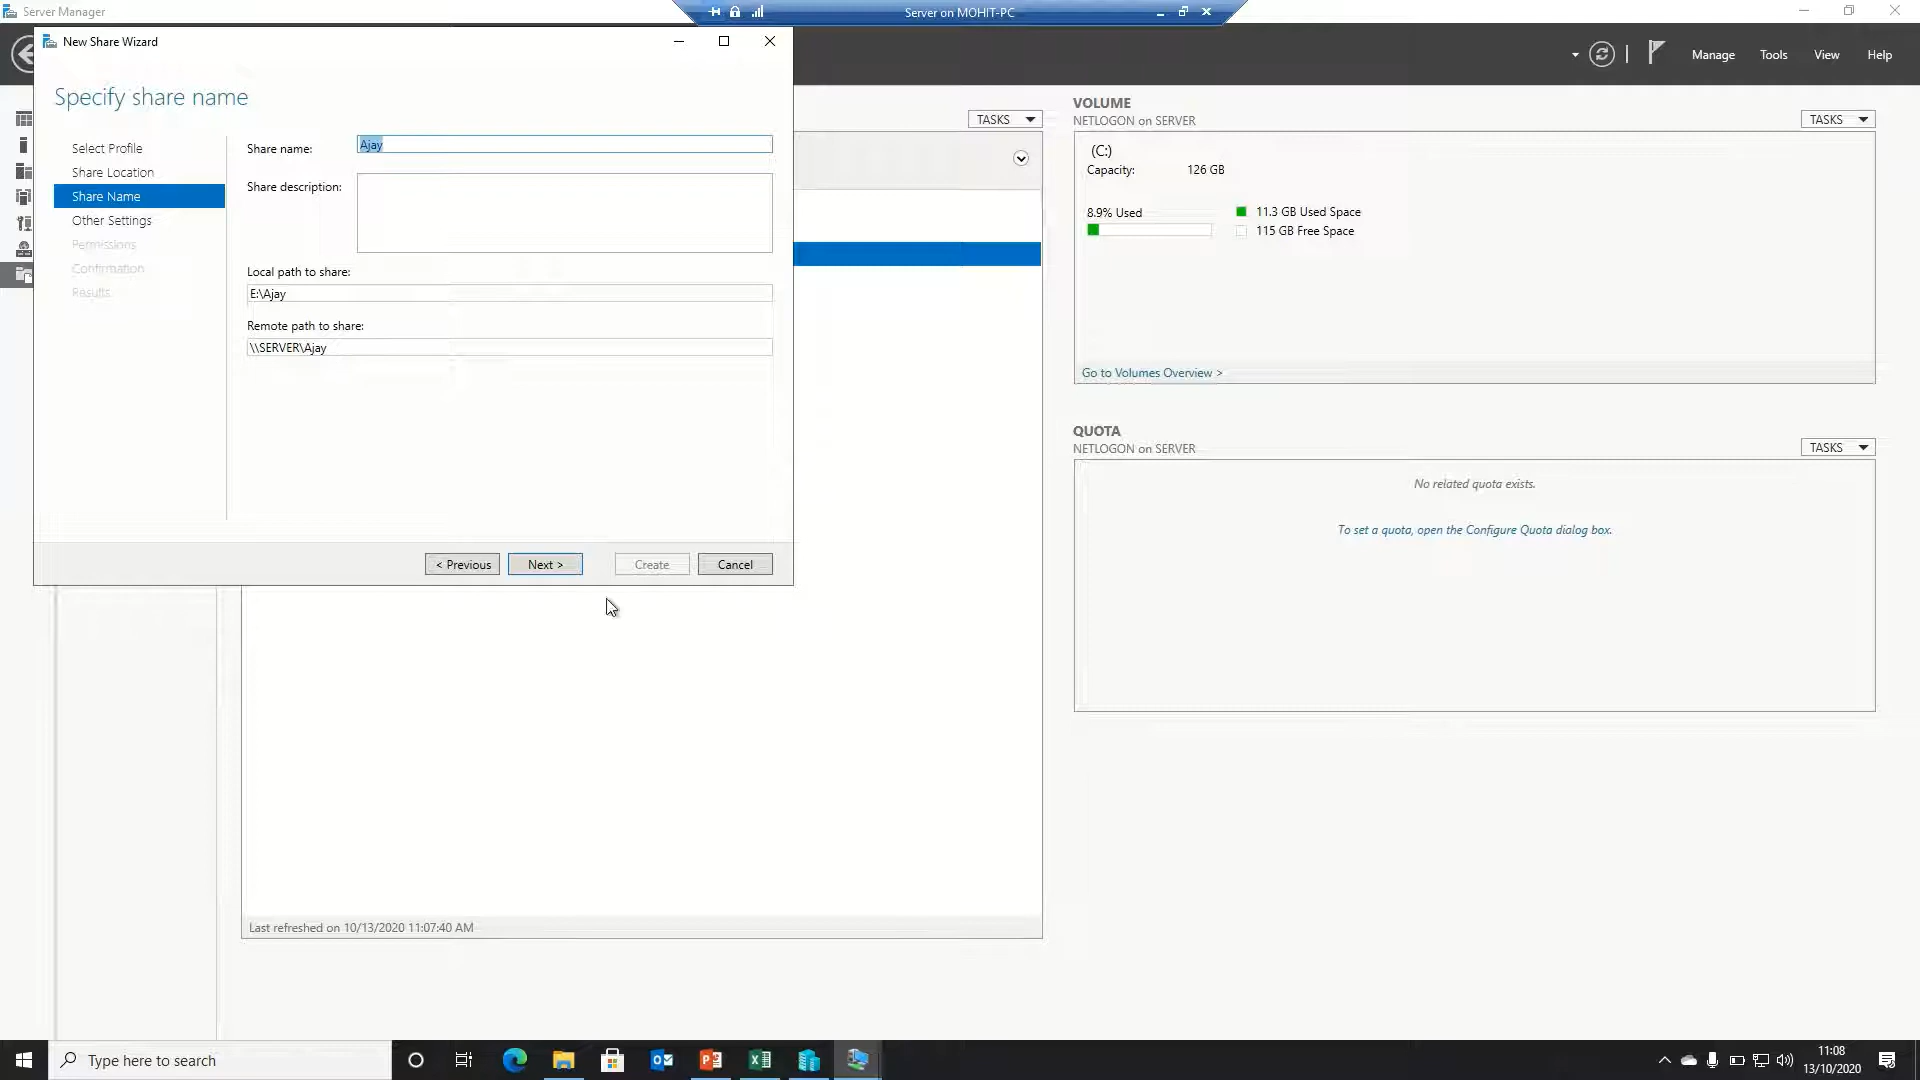 Server Manager
Server on MOHIT-PC
New Share Wizard
Manage
Tools
View
Help
Specify share name
Select Profile
Share Location
Share Name
Other Settings
Permissions
Confirmation
Results
Share name:
Ajay
Share description:
Local path to share:
E:\Ajay
Remote path to share:
\\SERVER\Ajay
< Previous
Next >
Create
Cancel
TASKS
VOLUME
NETLOGON on SERVER
TASKS
(C:)
Capacity: 126 GB
8.9% Used
11.3 GB Used Space
115 GB Free Space
Go to Volumes Overview >
QUOTA
NETLOGON on SERVER
TASKS
No related quota exists.
To set a quota, open the Configure Quota dialog box.
Last refreshed on 10/13/2020 11:07:40 AM
Type here to search
11:08
13/10/2020